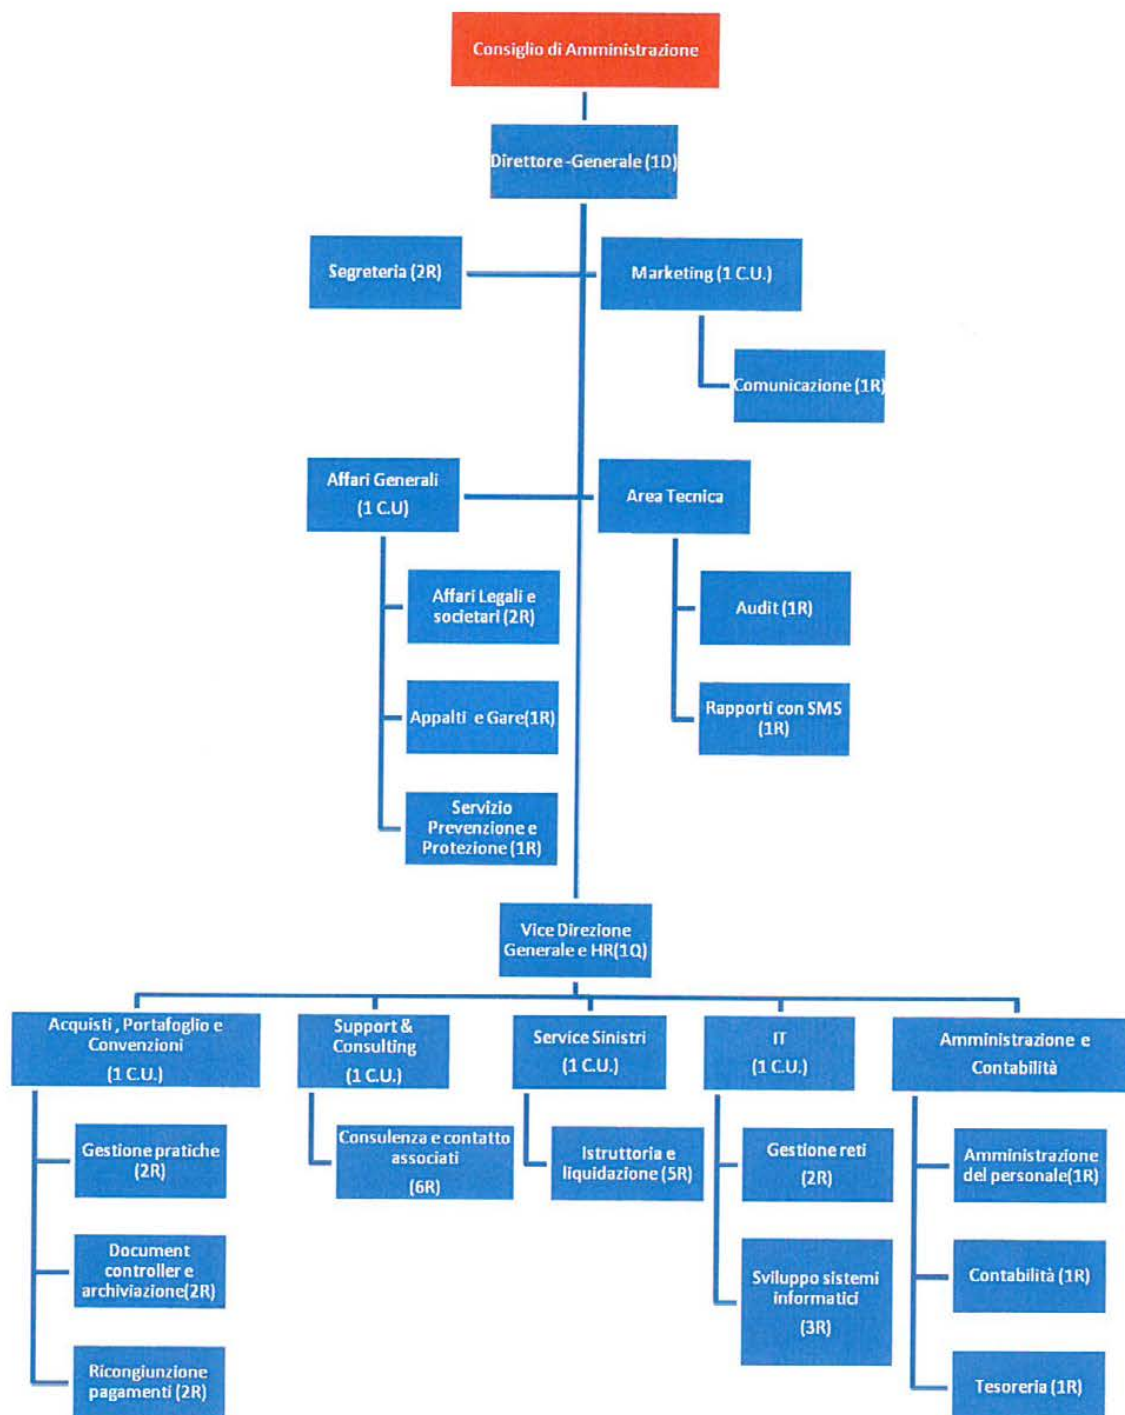 Consiglio di Amministrazione
Direttore -Generale (1D)
Segreteria (2R)
Marketing (1 C.U.)
Comunicazione (1R)
Affari Generali
(1 C.U)
Area Tecnica
Affari Legali e
societari (2R)
Audit (1R)
Appalti e Gare(1R)
Rapporti con SMS
(1R)
Servizio
Prevenzione e
Protezione (1R)
Vice Direzione
Generale e HR(1Q)
Acquisti , Portafoglio e
Convenzioni
(1 C.U.)
Support &
Consulting
(1 C.U.)
Service Sinistri
(1 C.U.)
IT
(1 C.U.)
Amministrazione e
Contabilità
Gestione pratiche
(2R)
Consulenza e contatto
associati
(6R)
Istruttoria e
liquidazione (5R)
Gestione reti
(2R)
Amministrazione
del personale(1R)
Document
controller e
archiviazione(2R)
Sviluppo sistemi
informatici
(3R)
Contabilità (1R)
Ricongiunzione
pagamenti (2R)
Tesoreria (1R)